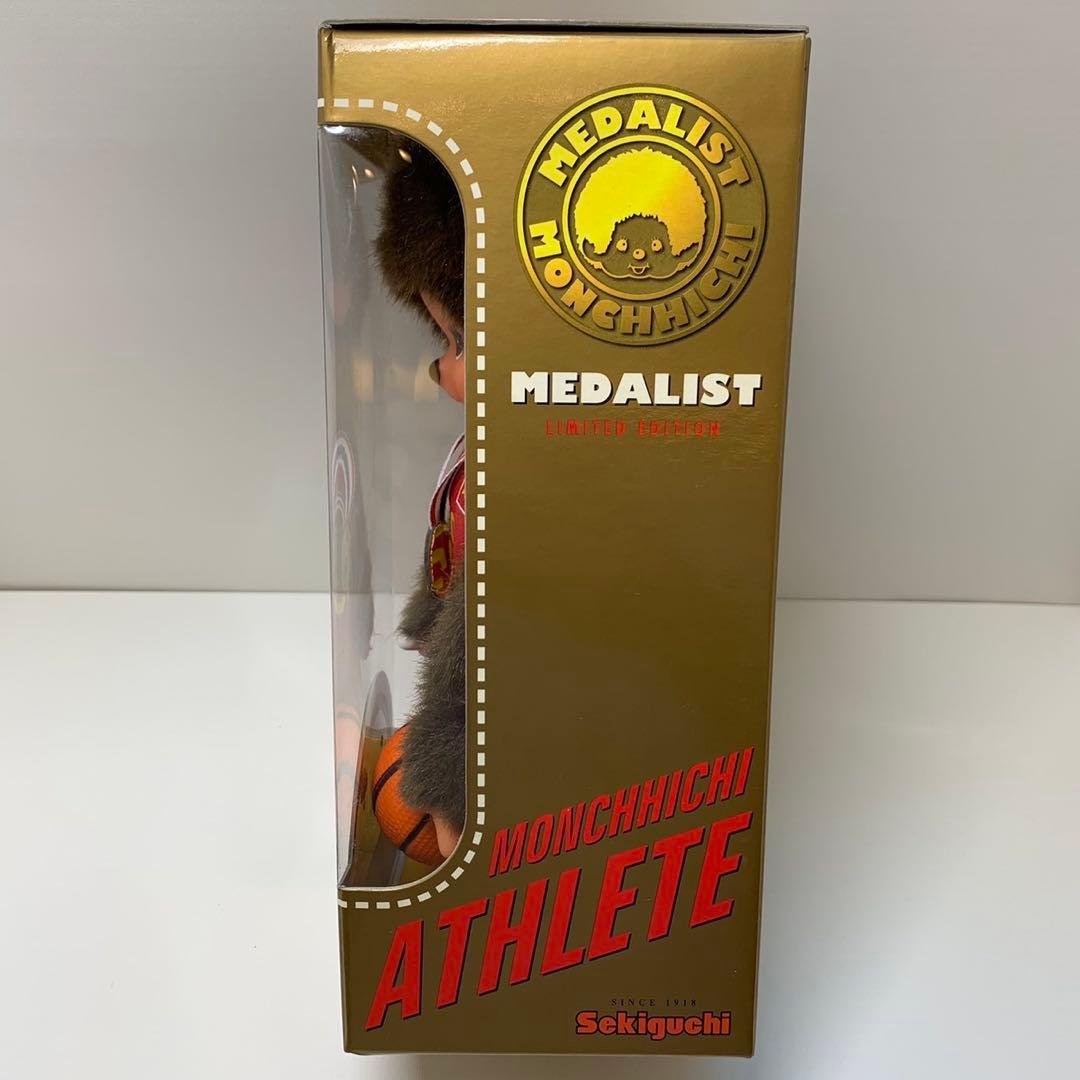 MEDALIST
MONCHHICHI
MEDALIST
LIMITED EDITION
MONCHHICHI
ATHLETE
SINCE 1918
Sekiguchi